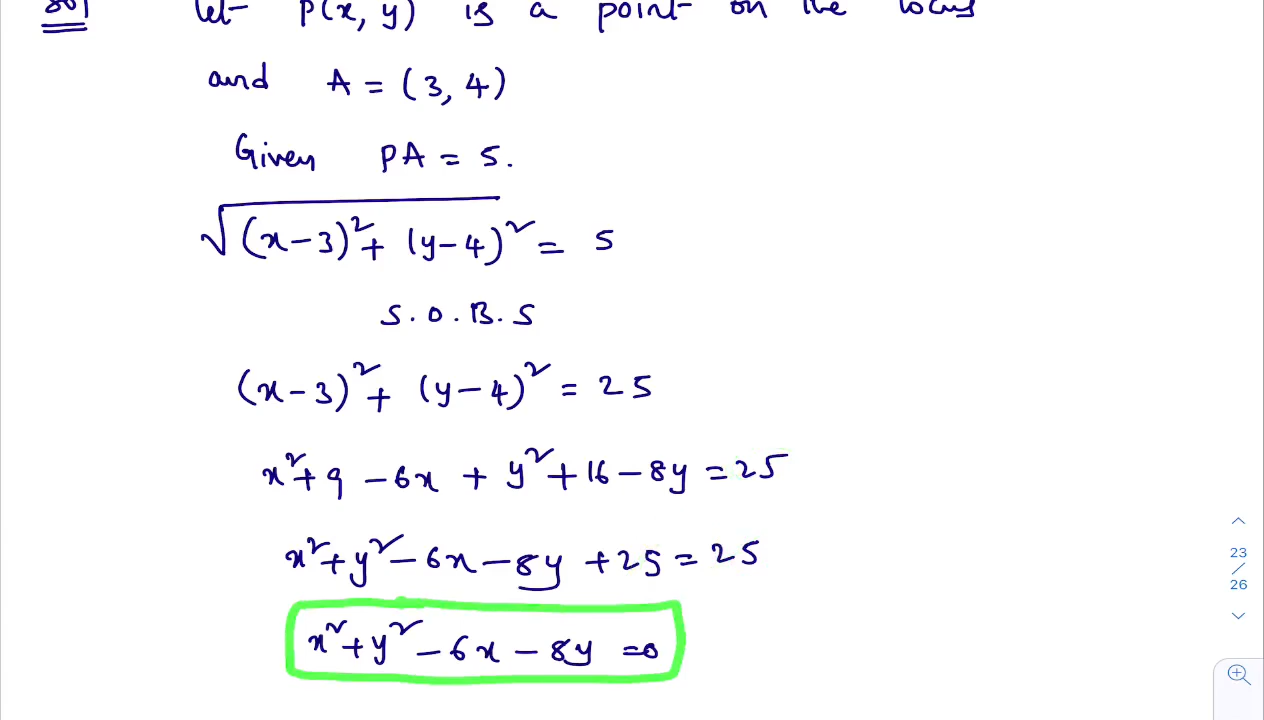 Sol
Let P(x, y) is a point on the locus
and A = (3, 4)
Given PA = 5.
√(x-3)²+ (y-4)² = 5
S.O.B.S
(x-3)²+ (y-4)² = 25
x²+9 -6x + y²+16-8y = 25
x²+y²-6x-8y +25 = 25
x²+y²-6x-8y =0
23
/
26